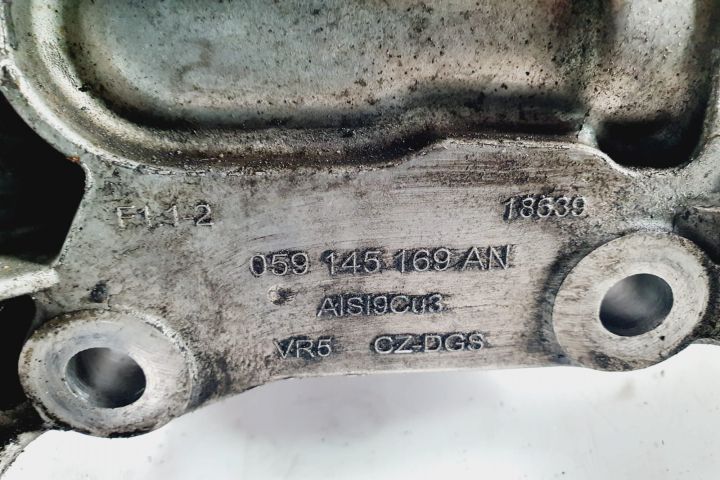 F1.1-2
18639
059 145 169 AN
AlSI9Cu3
VR5 CZ-DGS